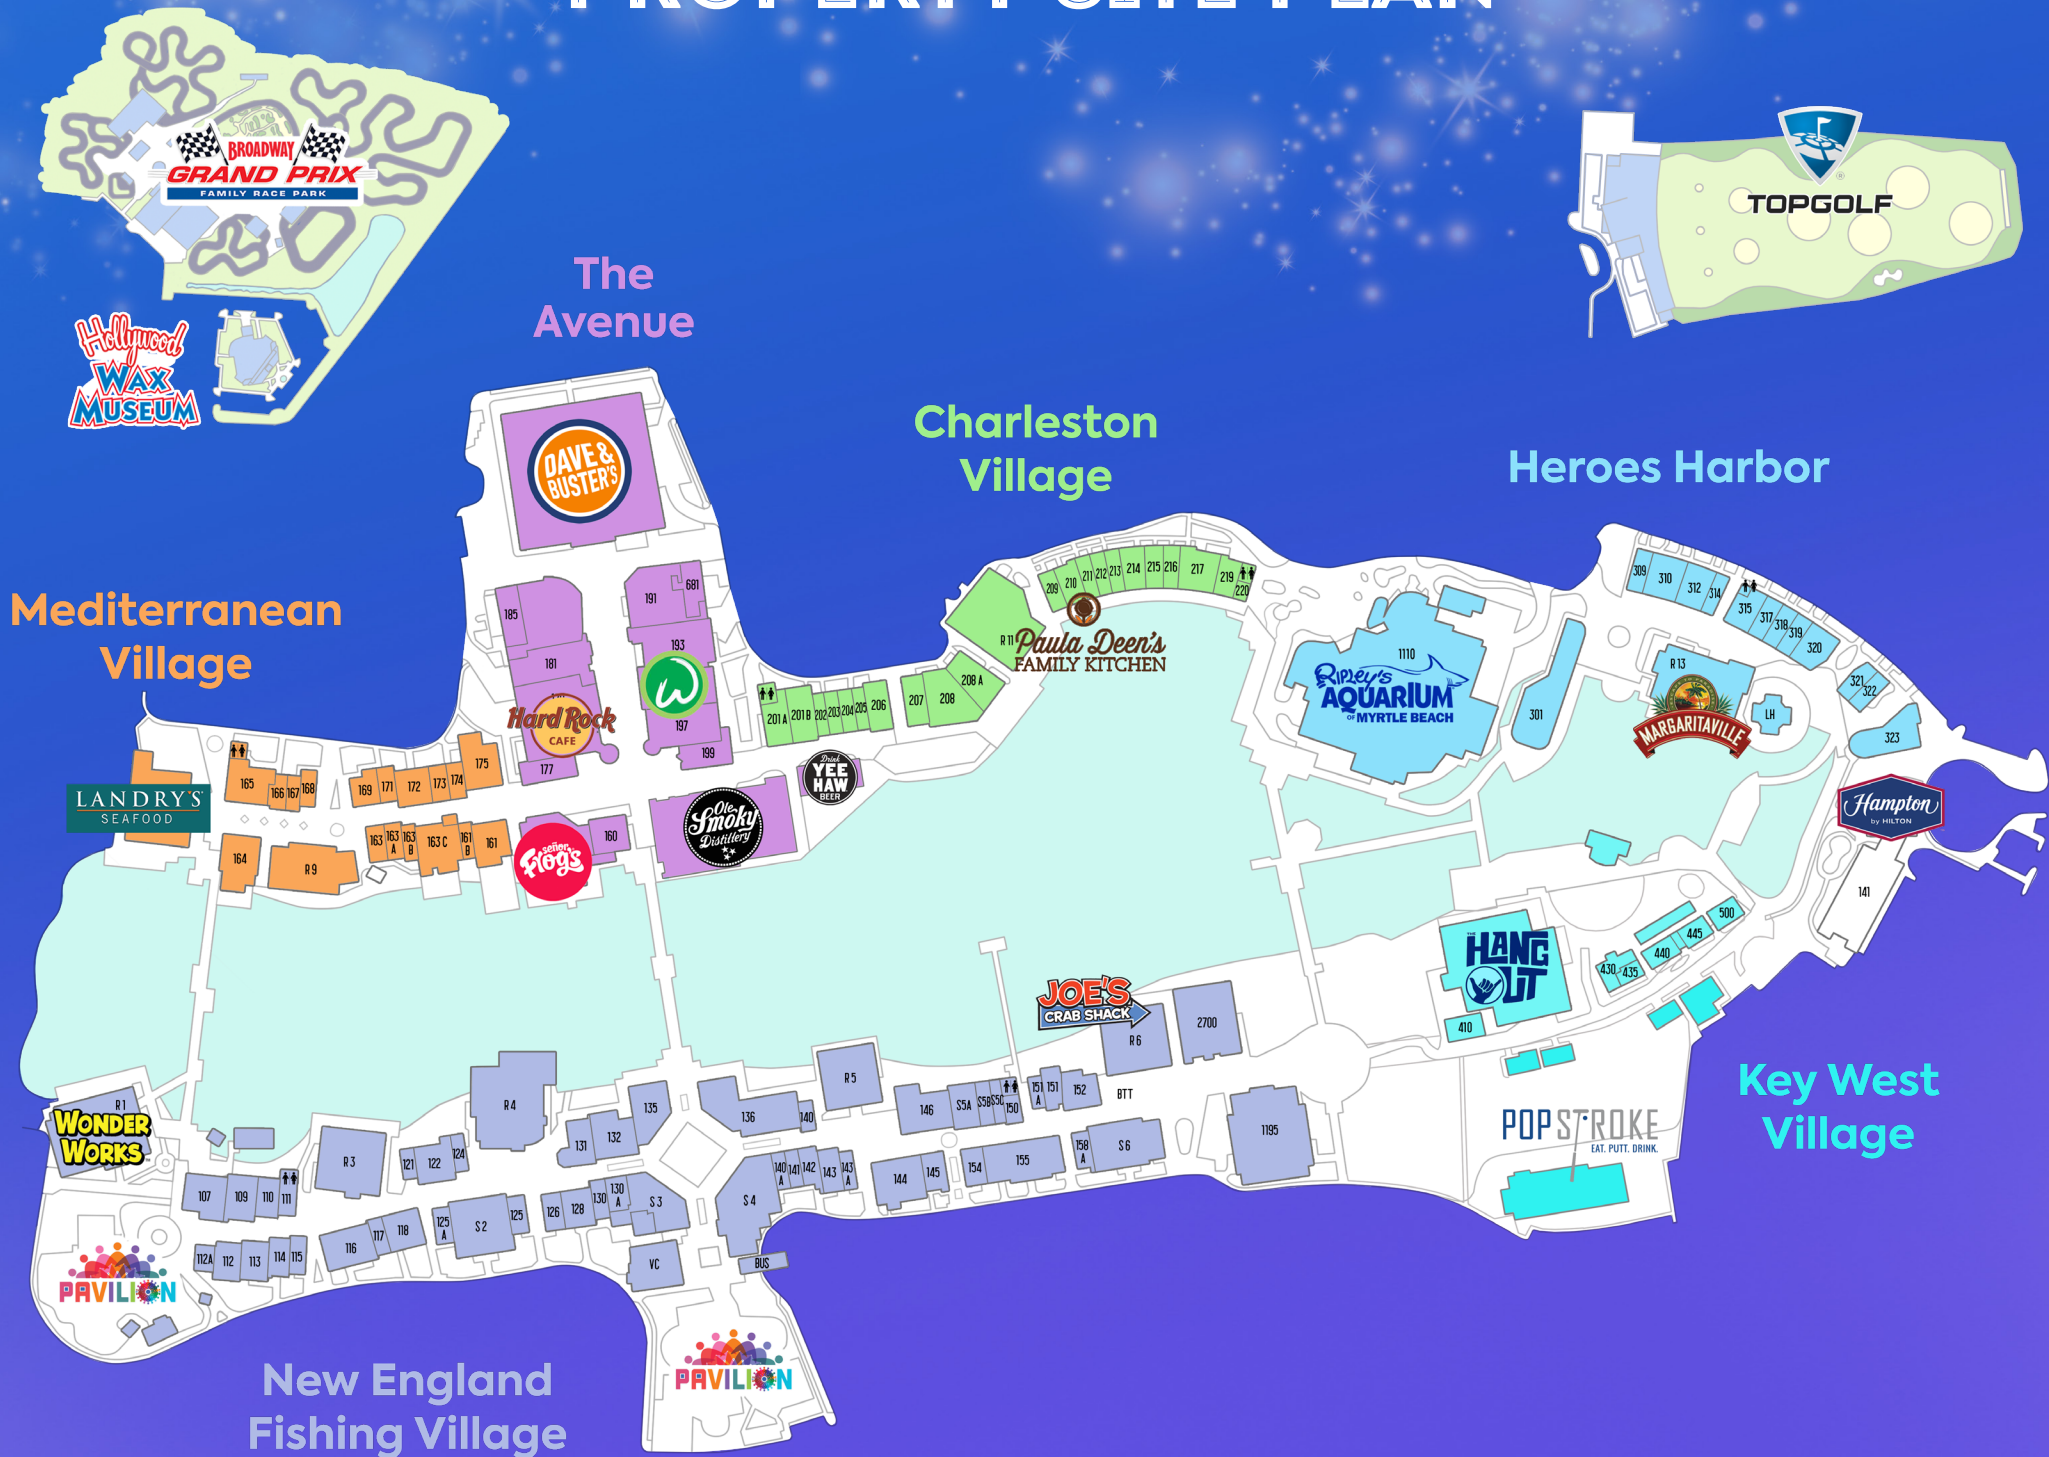 PROPERTY SITE PLAN
BROADWAY
GRAND PRIX
FAMILY RACE PARK
TOPGOLF
®
Hollywood
WAX
MUSEUM
The
Avenue
DAVE &
BUSTER'S
Charleston
Village
Heroes Harbor
Mediterranean
Village
185
181
191
681
193
W
197
199
Hard Rock
CAFE
177
209
210
211
212
213
214
215
216
217
219
220
R 11
Paula Deen's
FAMILY KITCHEN
201 A
201 B
202
203
204
205
206
207
208
208 A
1110
RIPLEY'S
AQUARIUM
OF MYRTLE BEACH
301
309
310
312
314
315
317
318
319
320
R 13
MARGARITAVILLE
LH
321
322
323
LANDRY'S
SEAFOOD
165
166
167
168
169
171
172
173
174
175
164
R 9
163
163
A
163
B
163 C
161
B
161
señor
Frog's
160
Ole
Smoky
Distillery
Drink
YEE
HAW
BEER
Hampton
by HILTON
141
THE
HANG
OUT
410
430
435
440
445
500
JOE'S
CRAB SHACK
R 6
2700
Key West
Village
POPSTROKE
EAT. PUTT. DRINK.
R 1
WONDER
WORKS
R 3
R 4
R 5
107
109
110
111
121
122
124
131
132
135
136
140
146
S5A
S5B
S5C
150
151
A
151
152
BTT
1195
112A
112
113
114
115
116
117
118
125
A
S 2
125
126
128
130
130
A
S 3
S 4
140
A
141
142
143
143
A
144
145
154
155
158
A
S 6
VC
BUS
PAVILION
PAVILION
New England
Fishing Village